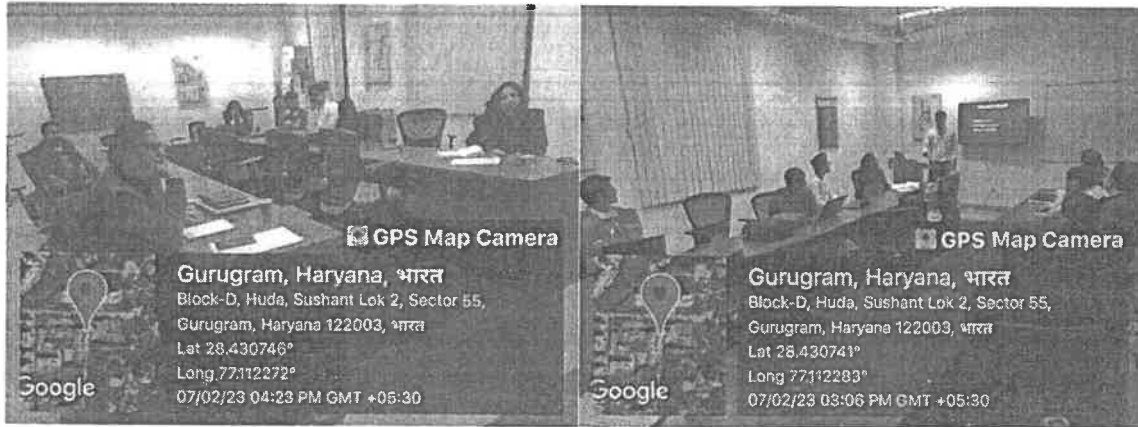 GPS Map Camera
Gurugram, Haryana, भारत
Block-D, Huda, Sushant Lok 2, Sector 55,
Gurugram, Haryana 122003, भारत
Lat 28.430746°
Long 77.112272°
07/02/23 04:23 PM GMT +05:30
Google
GPS Map Camera
Gurugram, Haryana, भारत
Block-D, Huda, Sushant Lok 2, Sector 55,
Gurugram, Haryana 122003, भारत
Lat 28.430741°
Long 77.112283°
07/02/23 03:06 PM GMT +05:30
Google